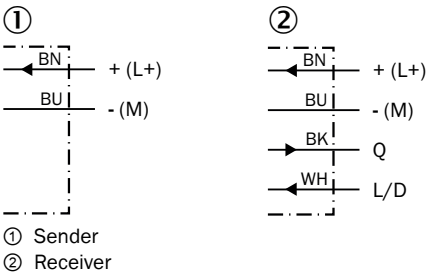 ① ②
BN + (L+)
BU - (M)
BN + (L+)
BU - (M)
BK Q
WH L/D
① Sender
② Receiver